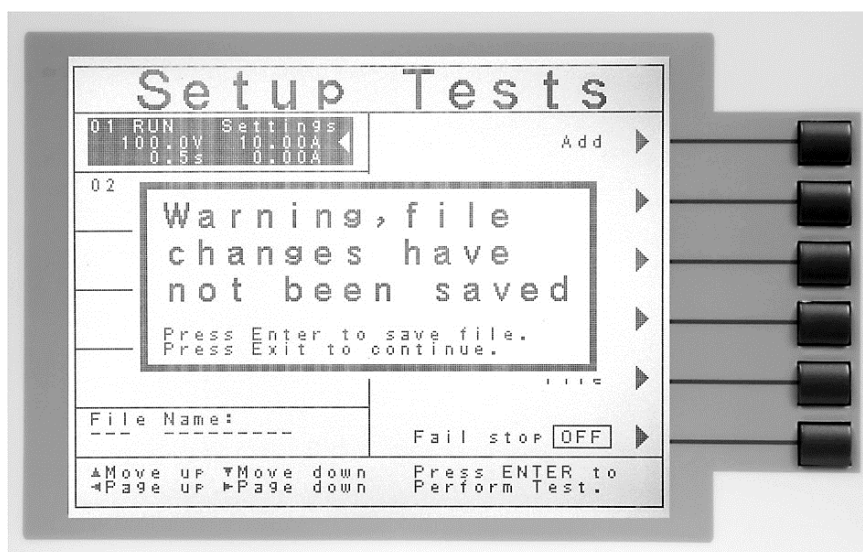 Setup Tests
01 RUN Settings
100.0V 10.00A
0.5s 0.00A
Add
02
Warning, file
changes have
not been saved
Press Enter to save file.
Press Exit to continue.
File Name:
Fail stop OFF
▲Move up ▼Move down
◄Page up ►Page down
Press ENTER to
Perform Test.